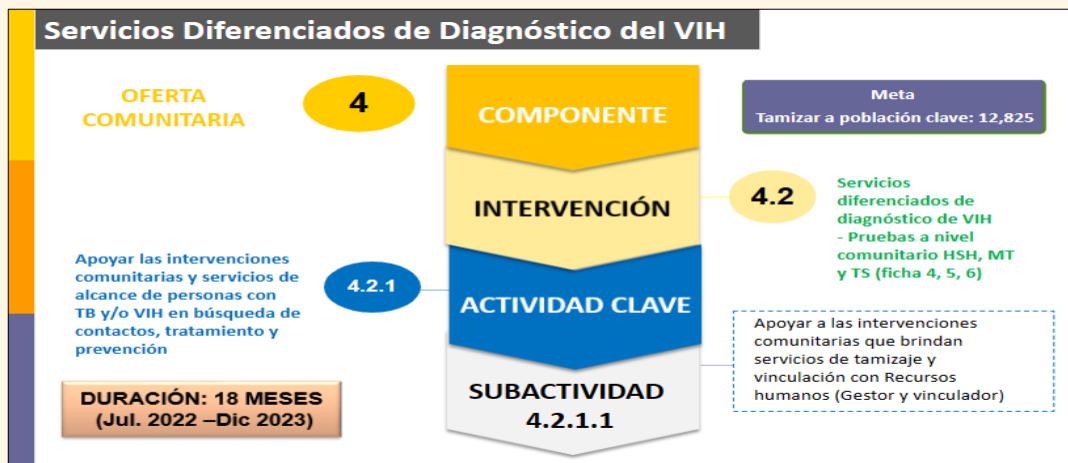 Servicios Diferenciados de Diagnóstico del VIH
OFERTA
COMUNITARIA
4
COMPONENTE
Meta
Tamizar a población clave: 12,825
INTERVENCIÓN
4.2
Servicios
diferenciados de
diagnóstico de VIH
- Pruebas a nivel
comunitario HSH, MT
y TS (ficha 4, 5, 6)
Apoyar las intervenciones
comunitarias y servicios de
alcance de personas con
TB y/o VIH en búsqueda de
contactos, tratamiento y
prevención
4.2.1
ACTIVIDAD CLAVE
Apoyar a las intervenciones
comunitarias que brindan
servicios de tamizaje y
vinculación con Recursos
humanos (Gestor y vinculador)
SUBACTIVIDAD
4.2.1.1
DURACIÓN: 18 MESES
(Jul. 2022 –Dic 2023)